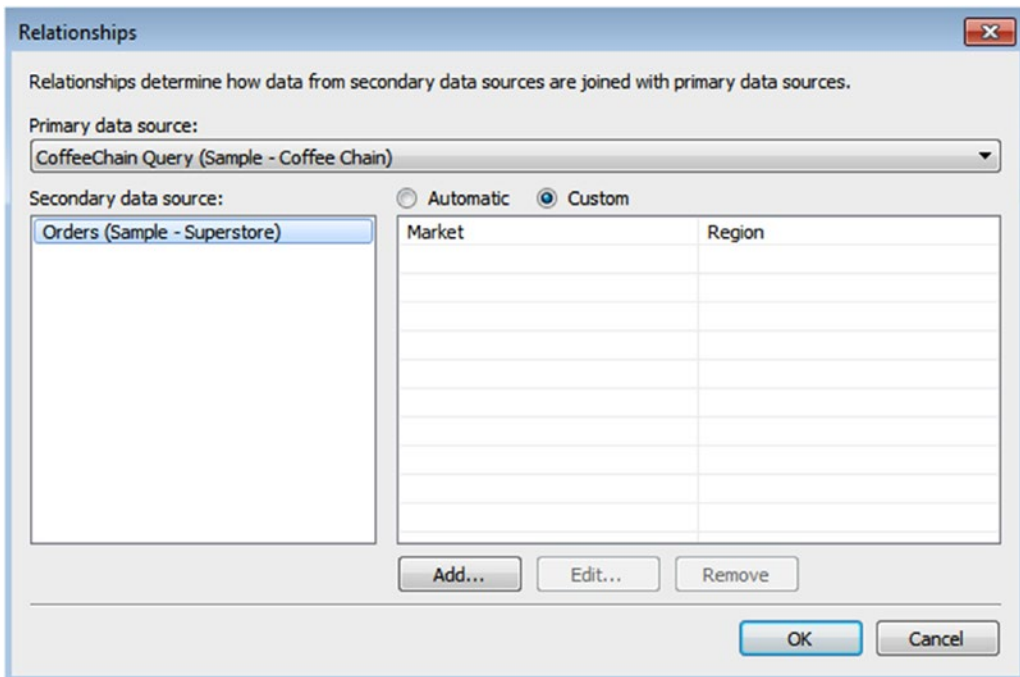 Relationships
Relationships determine how data from secondary data sources are joined with primary data sources.
Primary data source:
CoffeeChain Query (Sample - Coffee Chain)
Secondary data source:
Automatic Custom
Orders (Sample - Superstore)
Market Region
Add... Edit... Remove
OK Cancel